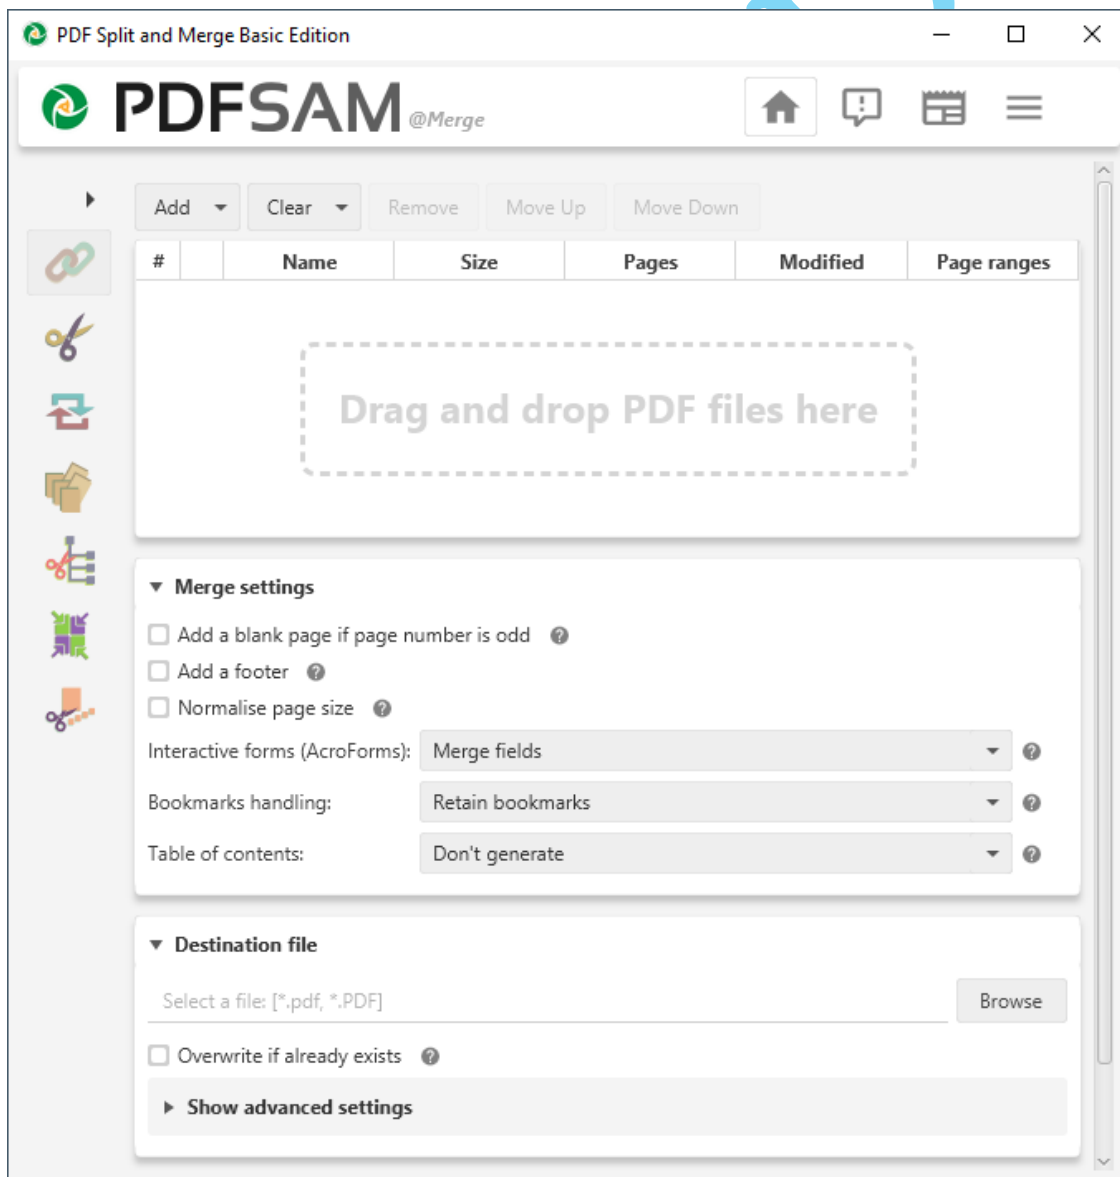 PDF Split and Merge Basic Edition
PDFSAM @Merge
Add Clear Remove Move Up Move Down
# Name Size Pages Modified Page ranges
Drag and drop PDF files here
Merge settings
Add a blank page if page number is odd
Add a footer
Normalise page size
Interactive forms (AcroForms): Merge fields
Bookmarks handling: Retain bookmarks
Table of contents: Don't generate
Destination file
Select a file: [*.pdf, *.PDF] Browse
Overwrite if already exists
Show advanced settings